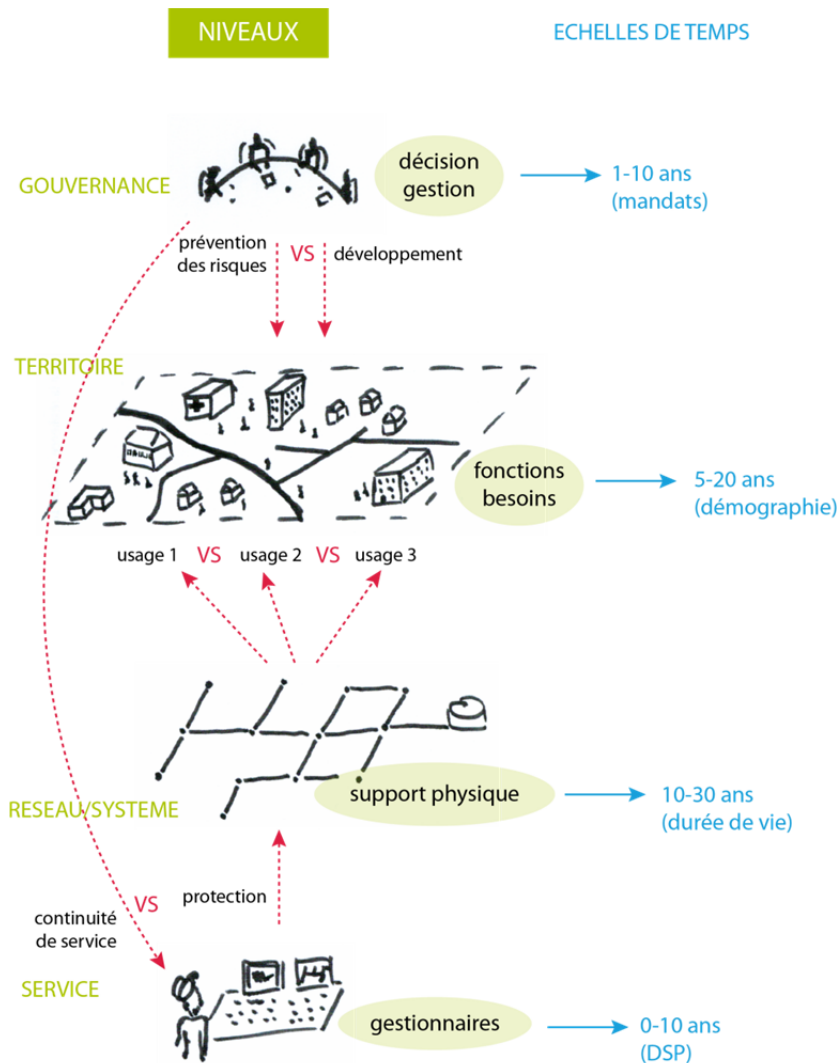 NIVEAUX
ECHELLES DE TEMPS
GOUVERNANCE
décision
gestion
1-10 ans
(mandats)
prévention
des risques
VS
développement
TERRITOIRE
fonctions
besoins
5-20 ans
(démographie)
usage 1 VS usage 2 VS usage 3
RESEAU/SYSTEME
support physique
10-30 ans
(durée de vie)
continuité
de service
VS
protection
SERVICE
gestionnaires
0-10 ans
(DSP)